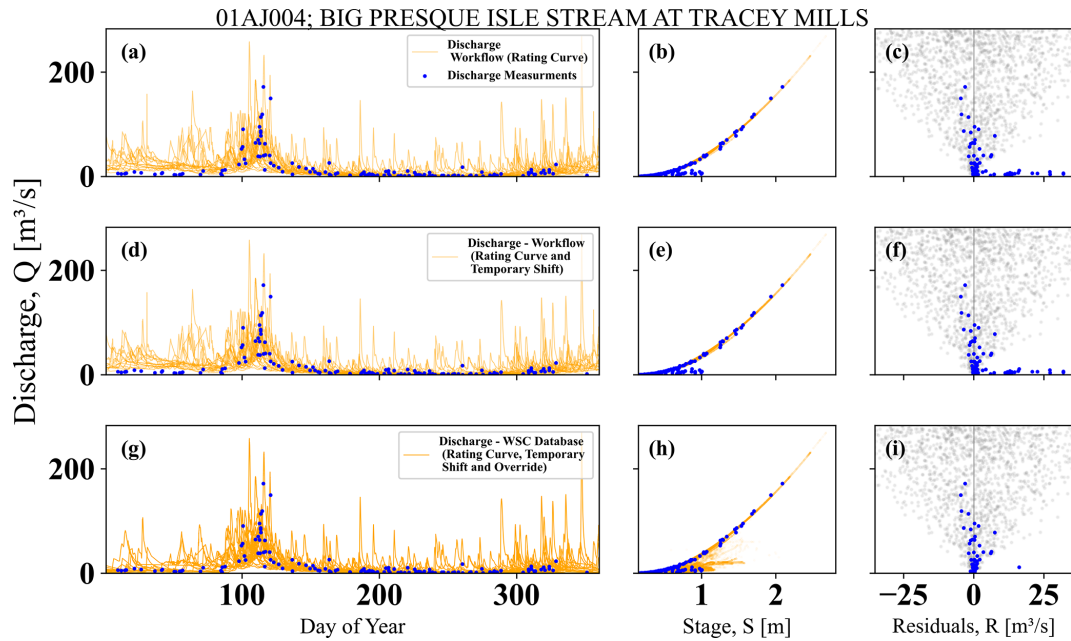 01AJ004; BIG PRESQUE ISLE STREAM AT TRACEY MILLS
Discharge, Q [m³/s]
(a)
Discharge
Workflow (Rating Curve)
Discharge Measurments
200
0
(b)
(c)
(d)
Discharge - Workflow
(Rating Curve and
Temporary Shift)
200
0
(e)
(f)
(g)
Discharge - WSC Database
(Rating Curve, Temporary
Shift and Override)
200
0
(h)
(i)
100 200 300
1 2
−25 0 25
Day of Year
Stage, S [m]
Residuals, R [m³/s]